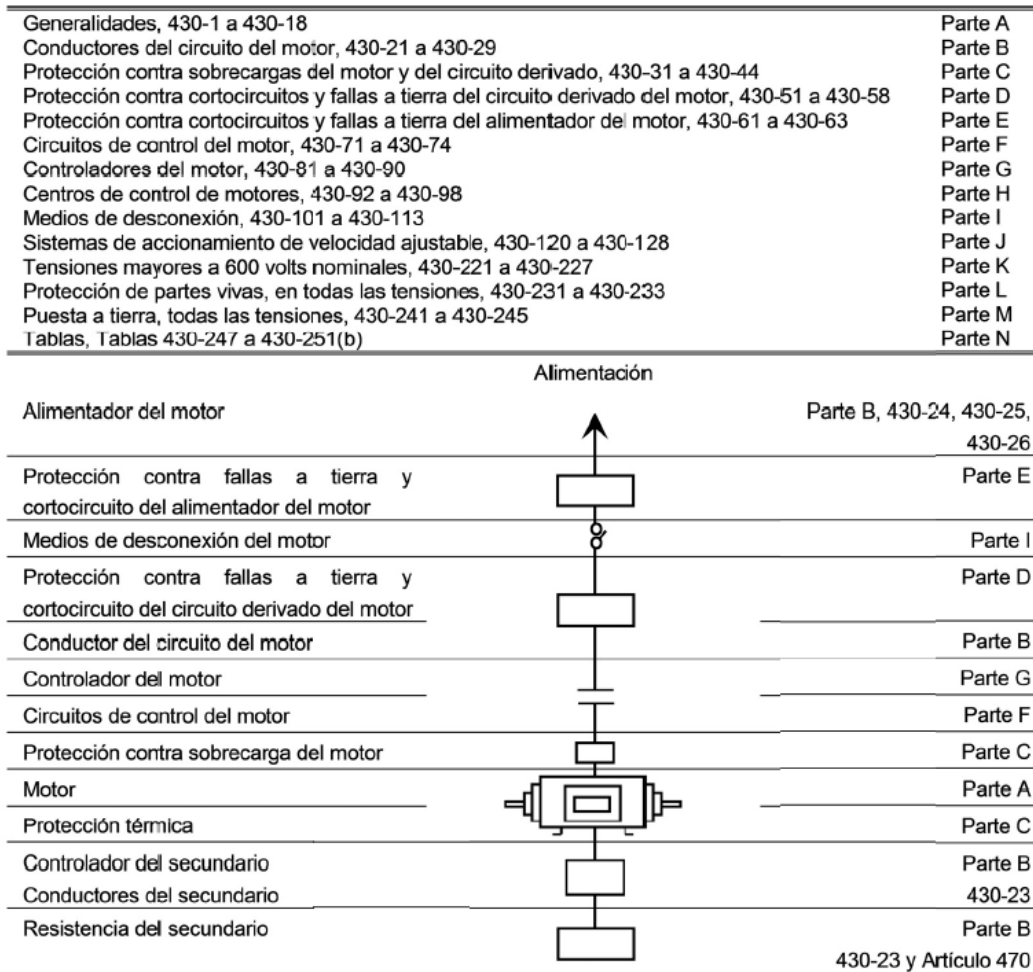 Generalidades, 430-1 a 430-18 Parte A
Conductores del circuito del motor, 430-21 a 430-29 Parte B
Protección contra sobrecargas del motor y del circuito derivado, 430-31 a 430-44 Parte C
Protección contra cortocircuitos y fallas a tierra del circuito derivado del motor, 430-51 a 430-58 Parte D
Protección contra cortocircuitos y fallas a tierra del alimentador del motor, 430-61 a 430-63 Parte E
Circuitos de control del motor, 430-71 a 430-74 Parte F
Controladores del motor, 430-81 a 430-90 Parte G
Centros de control de motores, 430-92 a 430-98 Parte H
Medios de desconexión, 430-101 a 430-113 Parte I
Sistemas de accionamiento de velocidad ajustable, 430-120 a 430-128 Parte J
Tensiones mayores a 600 volts nominales, 430-221 a 430-227 Parte K
Protección de partes vivas, en todas las tensiones, 430-231 a 430-233 Parte L
Puesta a tierra, todas las tensiones, 430-241 a 430-245 Parte M
Tablas, Tablas 430-247 a 430-251(b) Parte N
Alimentación
Alimentador del motor Parte B, 430-24, 430-25,
430-26
Protección contra fallas a tierra y Parte E
cortocircuito del alimentador del motor
Medios de desconexión del motor Parte I
Protección contra fallas a tierra y Parte D
cortocircuito del circuito derivado del motor
Conductor del circuito del motor Parte B
Controlador del motor Parte G
Circuitos de control del motor Parte F
Protección contra sobrecarga del motor Parte C
Motor Parte A
Protección térmica Parte C
Controlador del secundario Parte B
Conductores del secundario 430-23
Resistencia del secundario Parte B
430-23 y Artículo 470